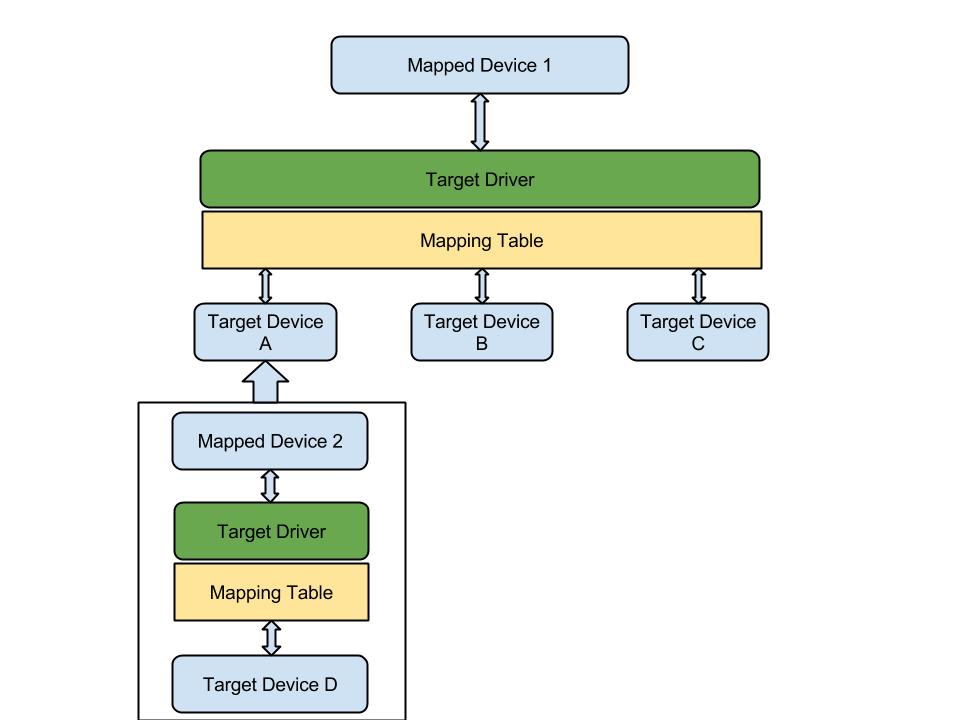 Mapped Device 1
Target Driver
Mapping Table
Target Device
A
Target Device
B
Target Device
C
Mapped Device 2
Target Driver
Mapping Table
Target Device D